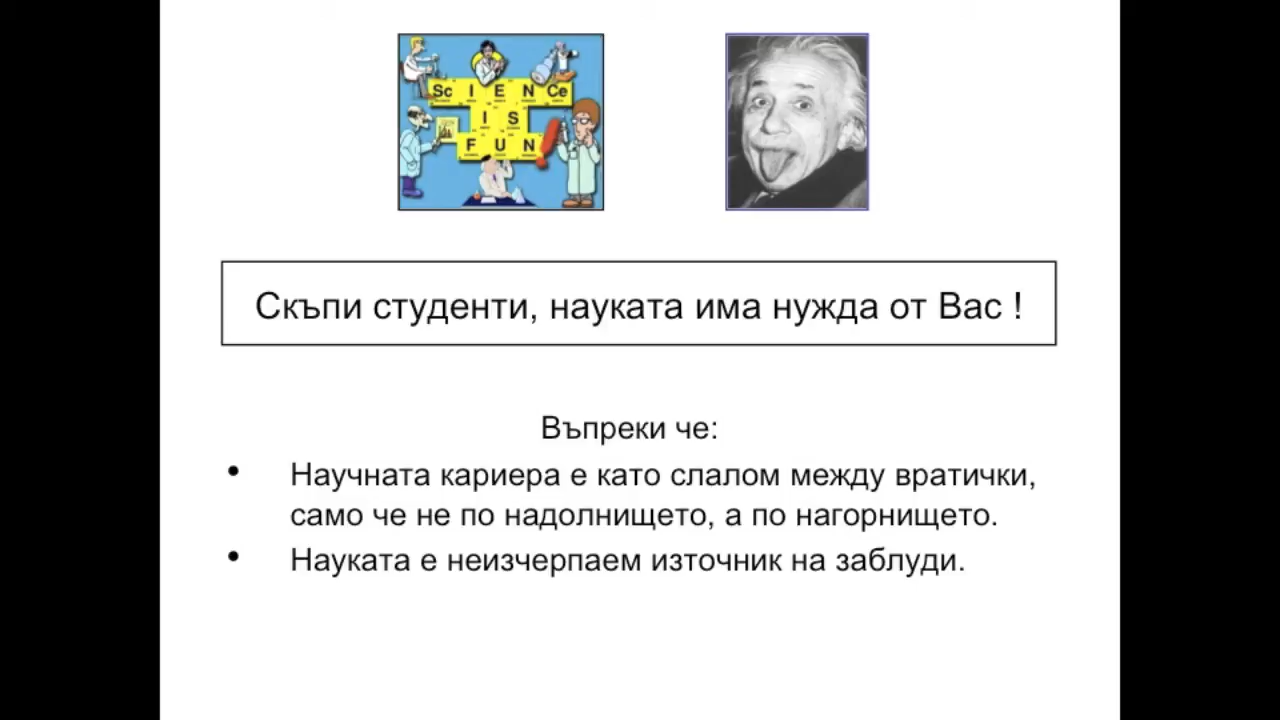 Sc I E N Ce
I S
F U N
Скъпи студенти, науката има нужда от Вас !
Въпреки че:
• Научната кариера е като слалом между вратички,
само че не по надолнището, а по нагорнището.
• Науката е неизчерпаем източник на заблуди.